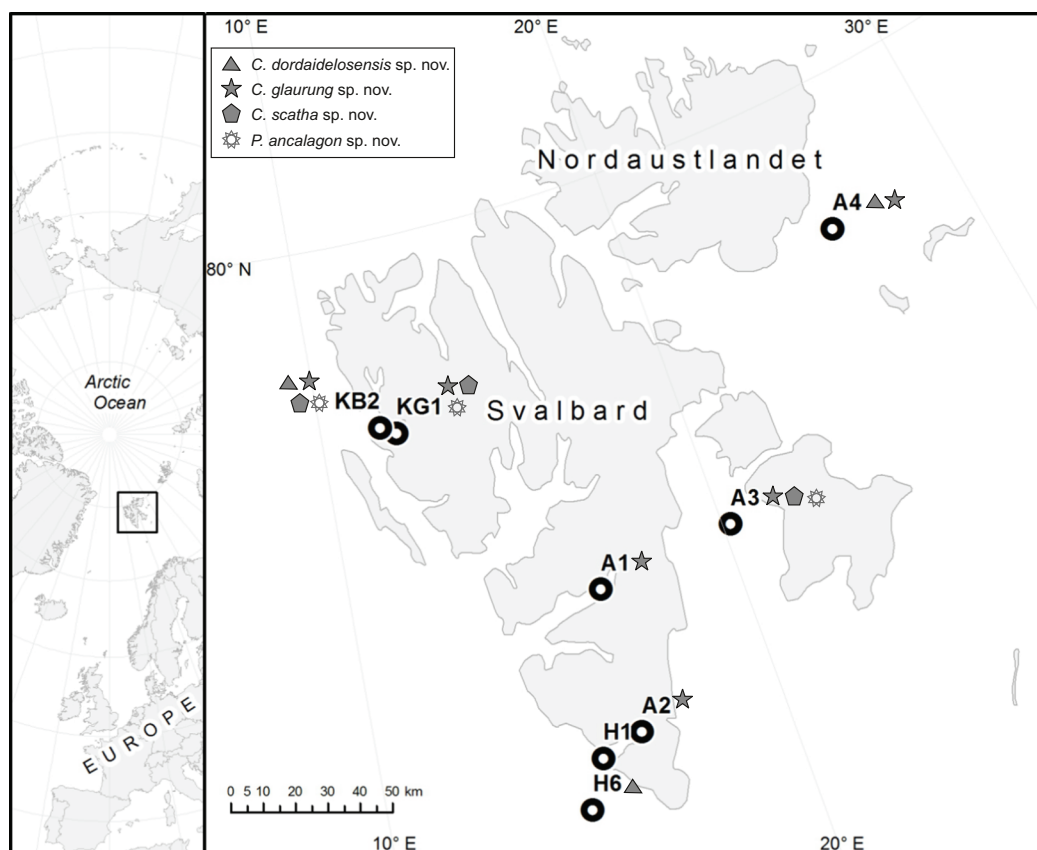 10° E
20° E
30° E
C. dordaidelosensis sp. nov.
C. glaurung sp. nov.
C. scatha sp. nov.
P. ancalagon sp. nov.
Nordaustlandet
A4
80° N
Arctic
Ocean
KB2
KG1
Svalbard
A3
A1
A2
H1
H6
EUROPE
0 5 10 20 30 40 50 km
10° E
20° E